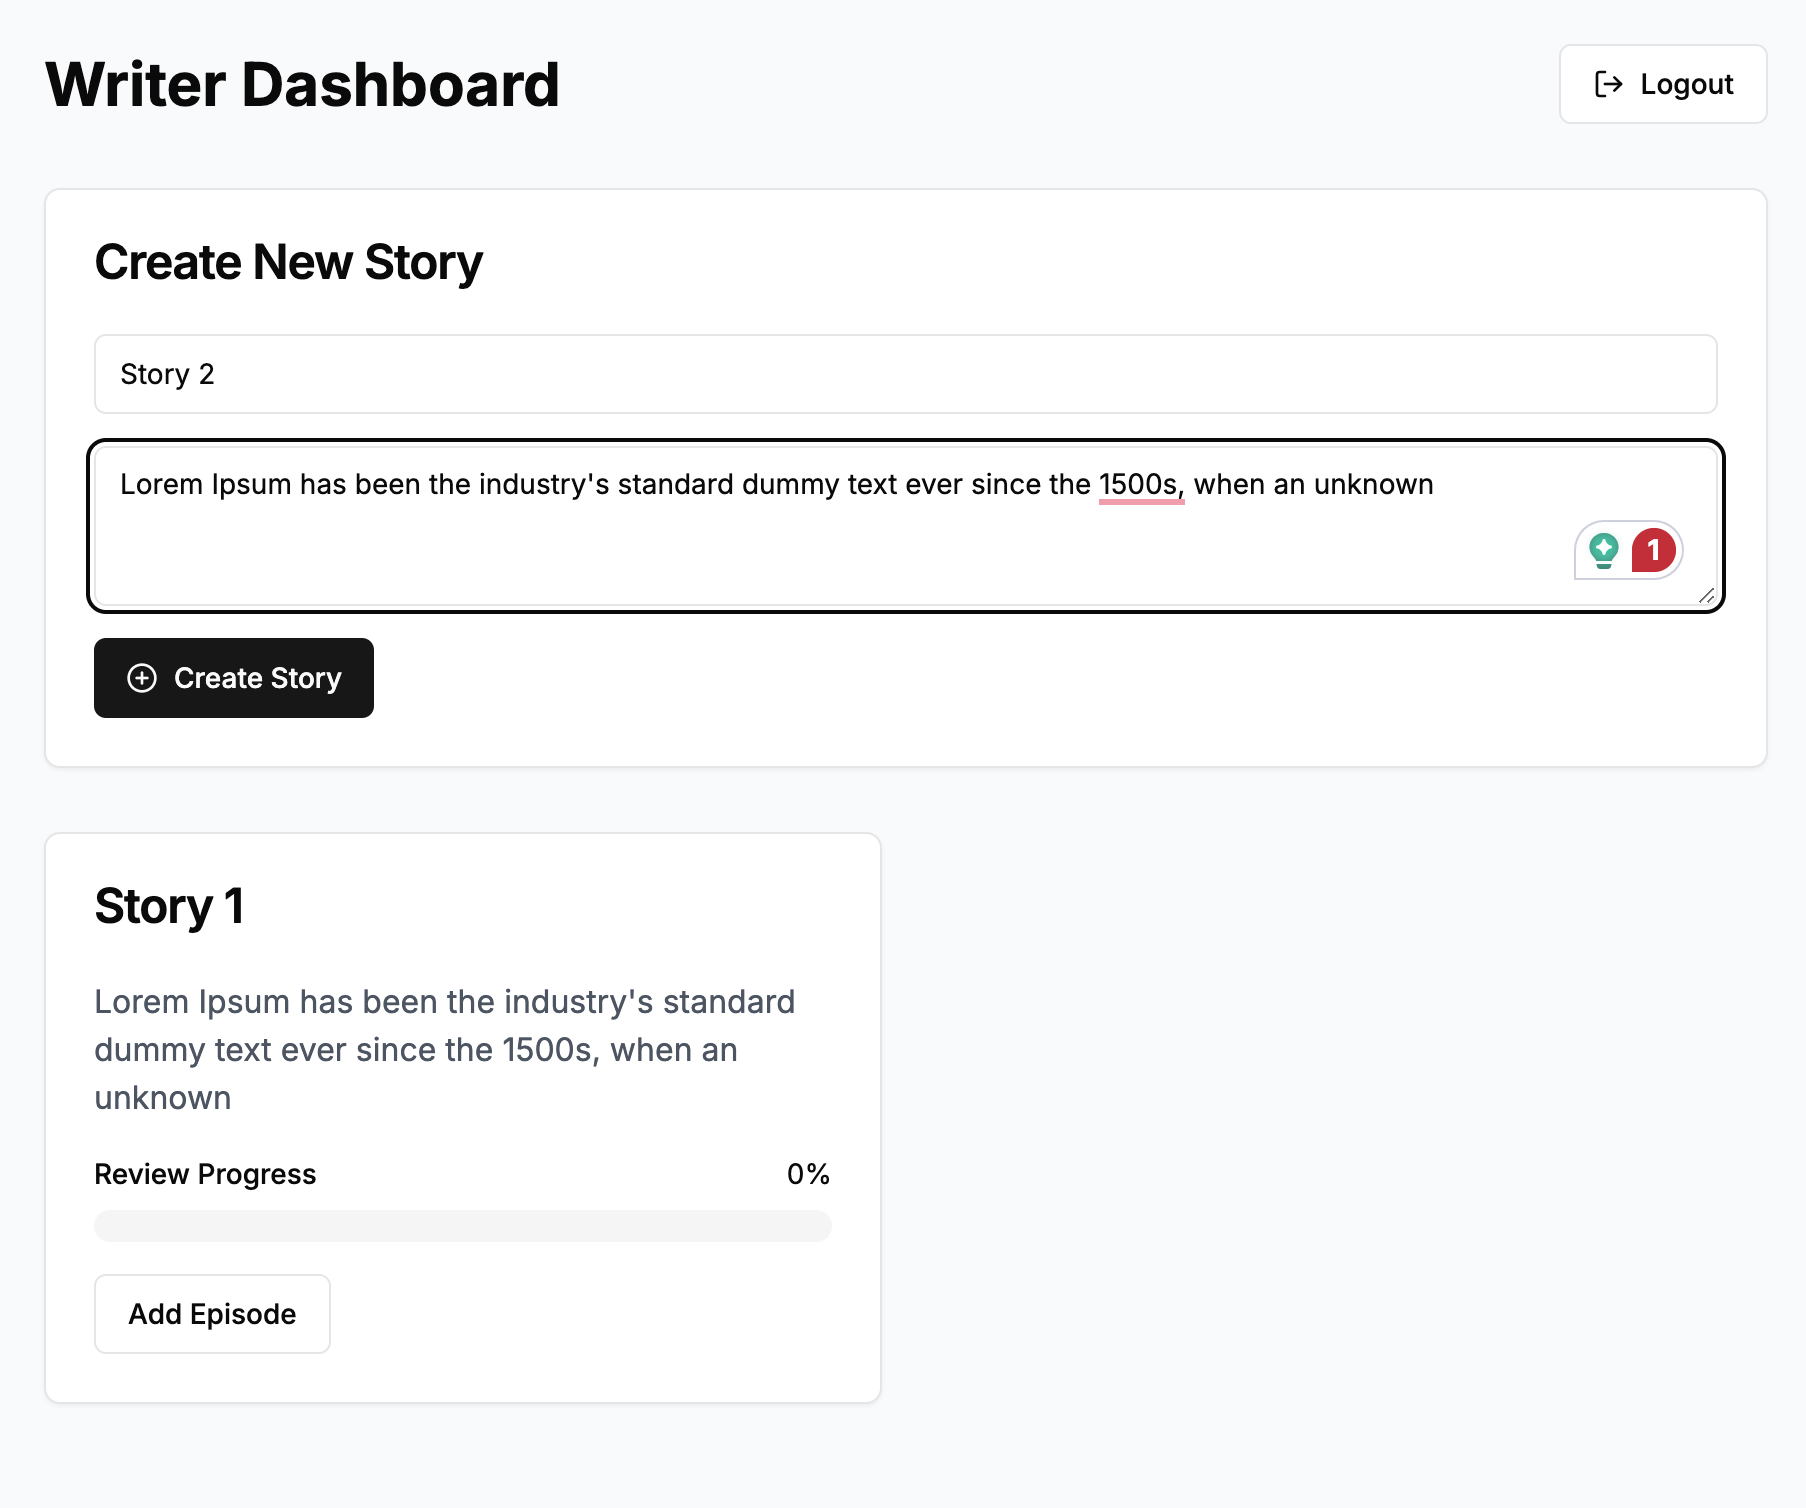 Writer Dashboard
Logout
Create New Story
Story 2
Lorem Ipsum has been the industry's standard dummy text ever since the 1500s, when an unknown
1
Create Story
Story 1
Lorem Ipsum has been the industry's standard
dummy text ever since the 1500s, when an
unknown
Review Progress
0%
Add Episode